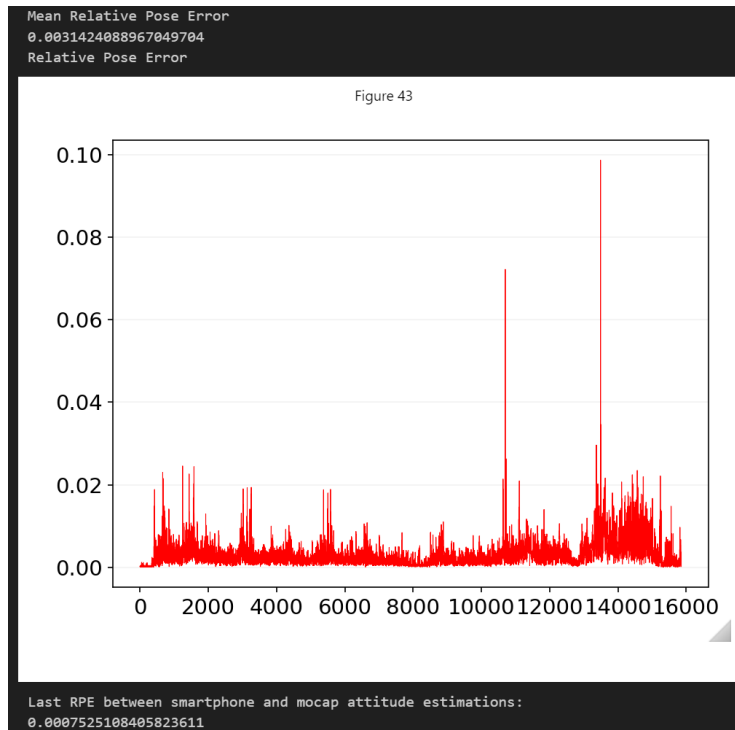 Mean Relative Pose Error
0.0031424088967049704
Relative Pose Error
Figure 43
0.10
0.08
0.06
0.04
0.02
0.00
0 2000 4000 6000 8000 10000 12000 14000 16000
Last RPE between smartphone and mocap attitude estimations:
0.0007525108405823611